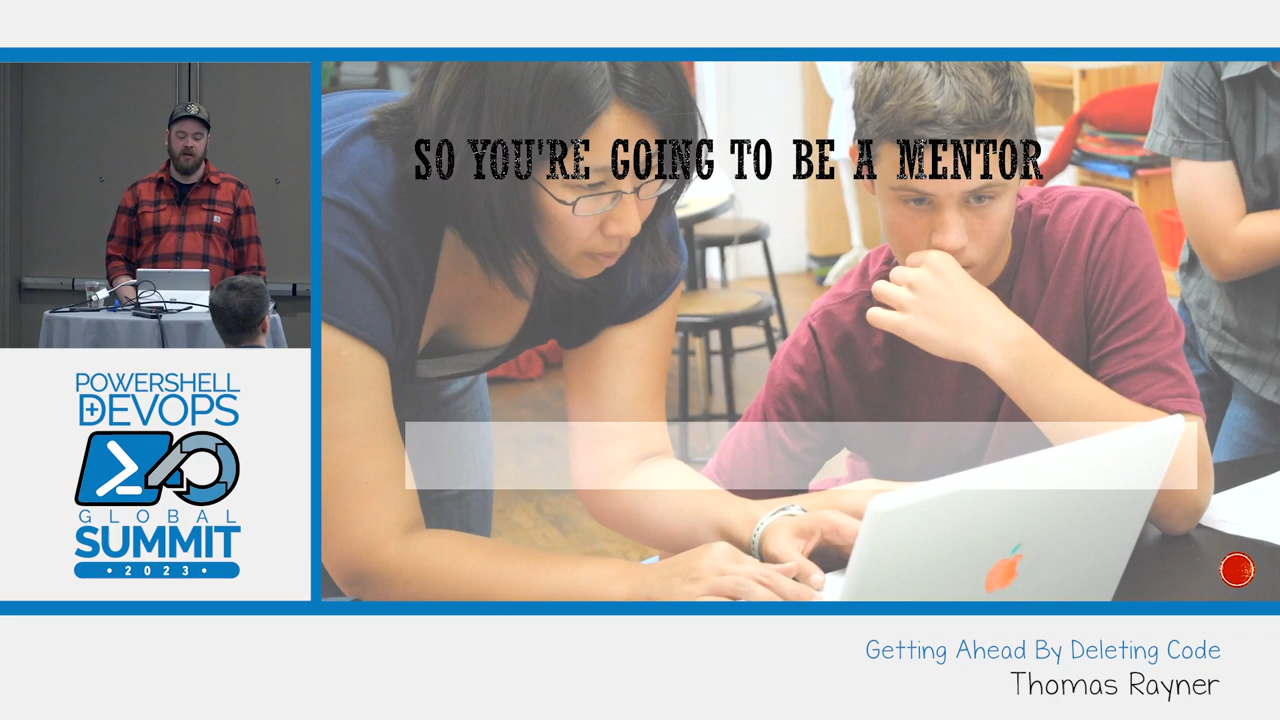 SO YOU'RE GOING TO BE A MENTOR
POWERSHELL
+DEVOPS
GLOBAL
SUMMIT
• 2023 •
Getting Ahead By Deleting Code
Thomas Rayner